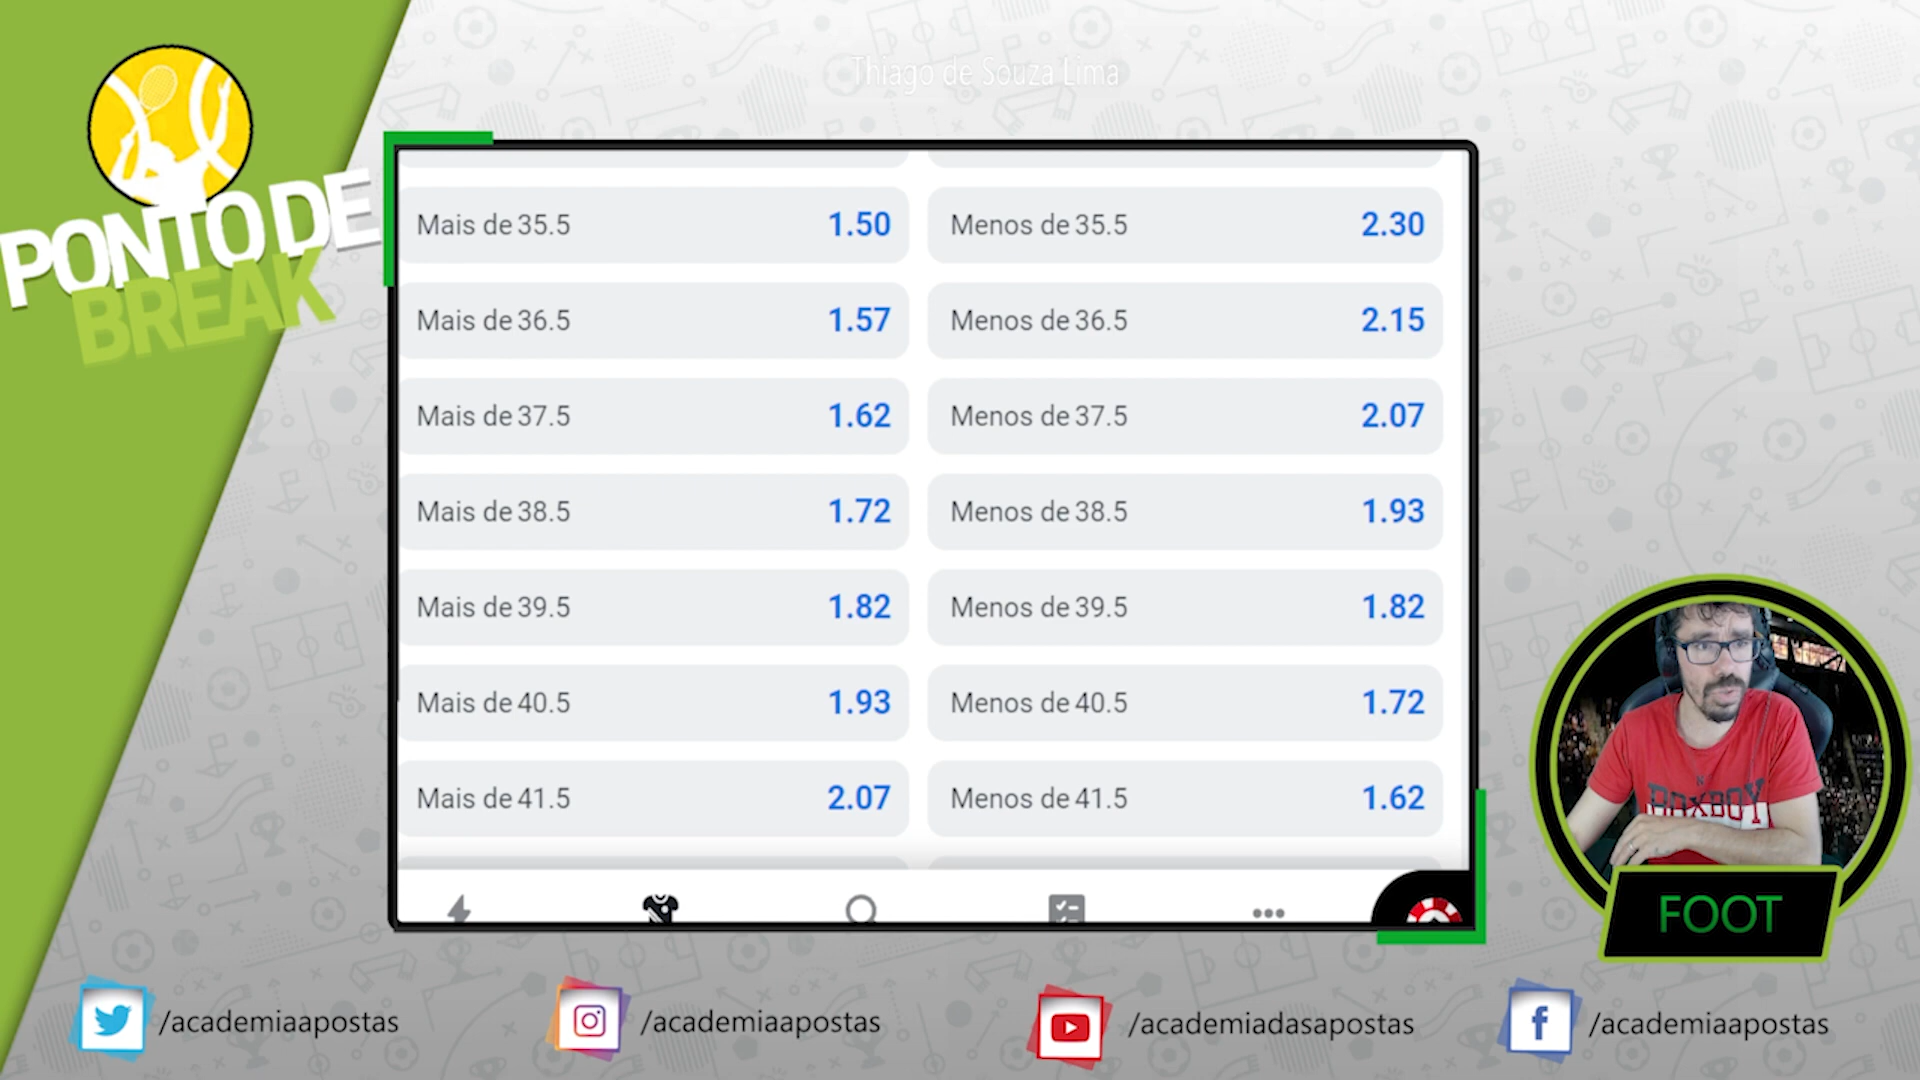 Thiago de Souza Lima
PONTO DE
BREAK
Mais de 35.5 1.50 Menos de 35.5 2.30
Mais de 36.5 1.57 Menos de 36.5 2.15
Mais de 37.5 1.62 Menos de 37.5 2.07
Mais de 38.5 1.72 Menos de 38.5 1.93
Mais de 39.5 1.82 Menos de 39.5 1.82
Mais de 40.5 1.93 Menos de 40.5 1.72
Mais de 41.5 2.07 Menos de 41.5 1.62
BOXBOY
FOOT
/academiaapostas /academiaapostas /academiadasapostas /academiaapostas